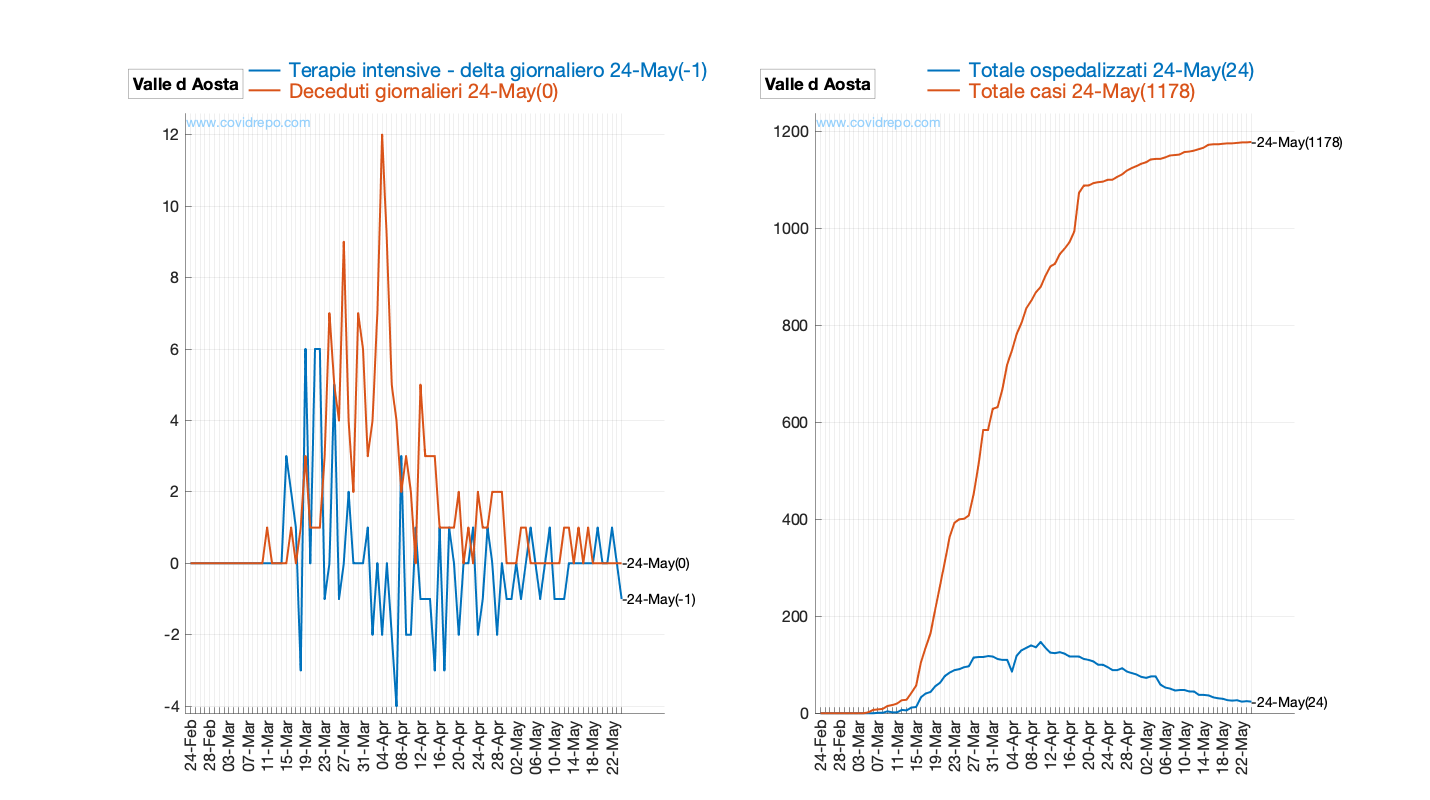 Valle d Aosta
Terapie intensive - delta giornaliero 24-May(-1)
Deceduti giornalieri 24-May(0)
www.covidrepo.com
12
10
8
6
4
2
0
-2
-4
-24-May(0)
-24-May(-1)
24-Feb
28-Feb
03-Mar
07-Mar
11-Mar
15-Mar
19-Mar
23-Mar
27-Mar
31-Mar
04-Apr
08-Apr
12-Apr
16-Apr
20-Apr
24-Apr
28-Apr
02-May
06-May
10-May
14-May
18-May
22-May
Valle d Aosta
Totale ospedalizzati 24-May(24)
Totale casi 24-May(1178)
www.covidrepo.com
1200
1000
800
600
400
200
0
-24-May(1178)
-24-May(24)
24-Feb
28-Feb
03-Mar
07-Mar
11-Mar
15-Mar
19-Mar
23-Mar
27-Mar
31-Mar
04-Apr
08-Apr
12-Apr
16-Apr
20-Apr
24-Apr
28-Apr
02-May
06-May
10-May
14-May
18-May
22-May